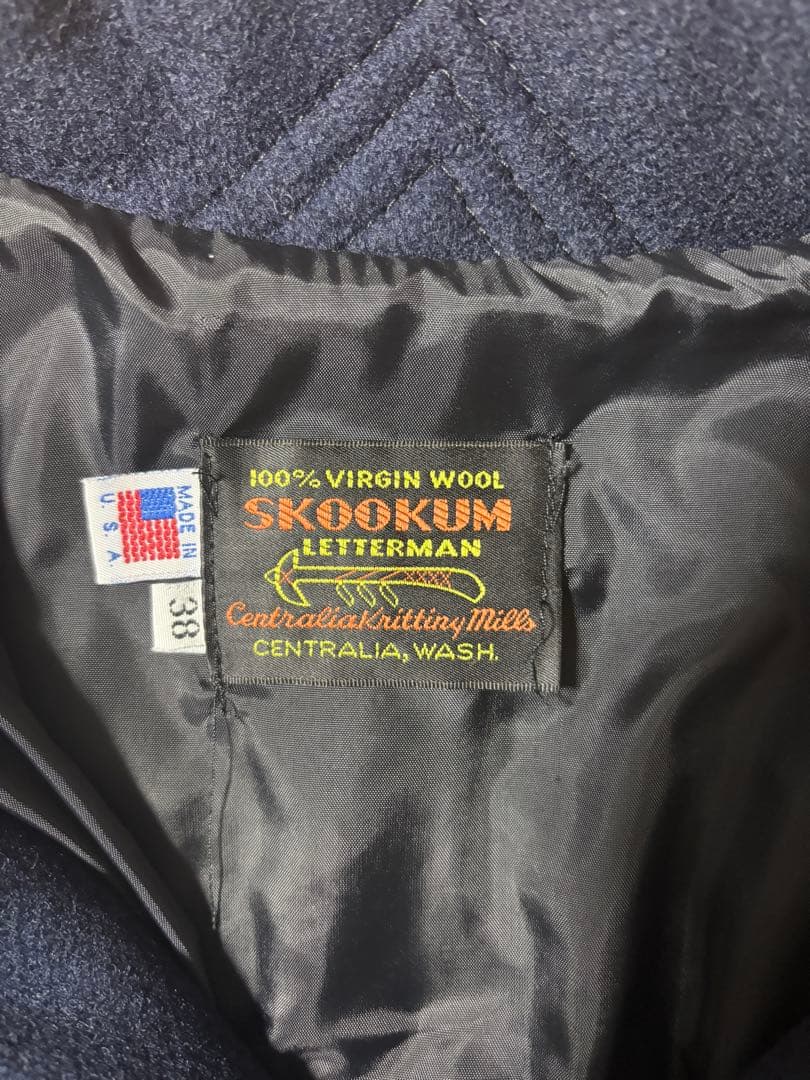 100% VIRGIN WOOL
SKOOKUM
LETTERMAN
Centralia Knitting Mills
CENTRALIA, WASH.
MADE IN
U. S. A.
38